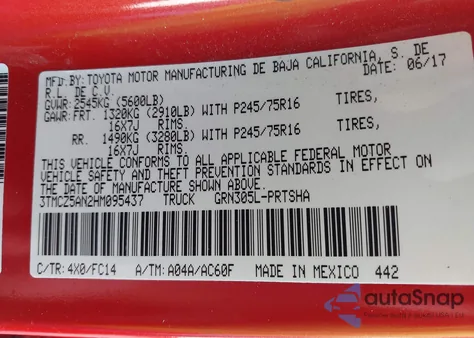 MFD.BY:TOYOTA MOTOR MANUFACTURING DE BAJA CALIFORNIA, S. DE
R.L. DE C.V. DATE: 06/17
GVWR: 2545KG (5600LB)
GAWR:FRT. 1320KG (2910LB) WITH P245/75R16 TIRES,
16X7J RIMS.
RR. 1490KG (3280LB) WITH P245/75R16 TIRES,
16X7J RIMS.
THIS VEHICLE CONFORMS TO ALL APPLICABLE FEDERAL MOTOR
VEHICLE SAFETY AND THEFT PREVENTION STANDARDS IN EFFECT ON
THE DATE OF MANUFACTURE SHOWN ABOVE.
3TMCZ5AN2HM095437 TRUCK GRN305L-PRTSHA
C/TR: 4X0/FC14 A/TM: A04A/AC60F MADE IN MEXICO 442
autoSnap